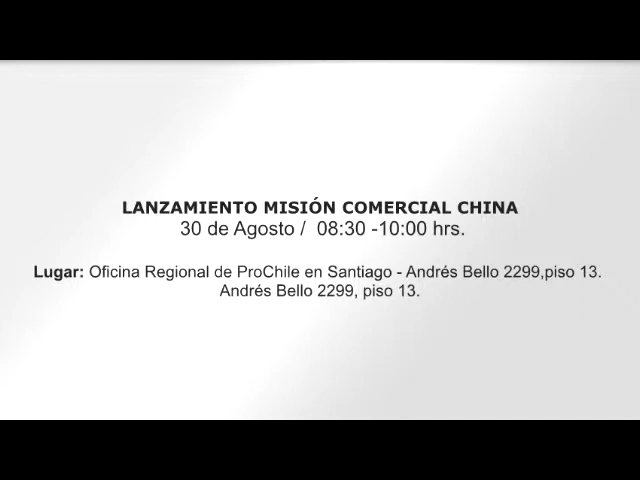 LANZAMIENTO MISIÓN COMERCIAL CHINA
30 de Agosto /  08:30 -10:00 hrs.
Lugar: Oficina Regional de ProChile en Santiago - Andrés Bello 2299,piso 13.
Andrés Bello 2299, piso 13.